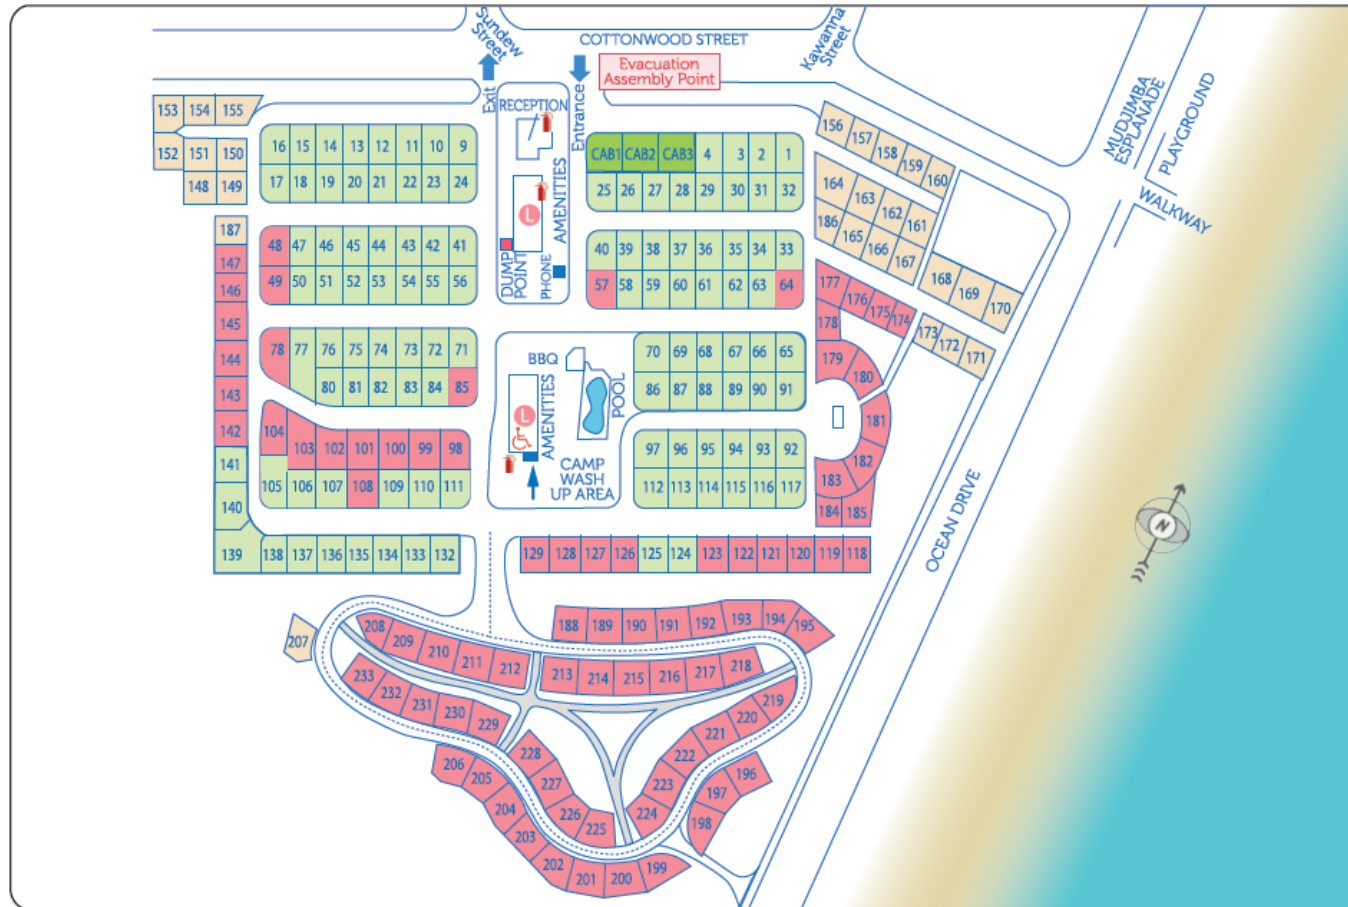 Sundew
Street
COTTONWOOD STREET
Kawanna
Street
Evacuation
Assembly Point
Exit
Entrance
RECEPTION
MUDJIMBA
ESPLANADE
PLAYGROUND
WALKWAY
153 154 155
152 151 150
148 149
16 15 14 13 12 11 10 9
17 18 19 20 21 22 23 24
CAB1 CAB2 CAB3 4 3 2 1
25 26 27 28 29 30 31 32
156 157 158 159 160
164 163 162 161
186 165 166 167
168 169 170
L
AMENITIES
DUMP
POINT
PHONE
187
147
146
145
144
143
142
141
140
139 138 137 136 135 134 133 132
48 47 46 45 44 43 42 41
49 50 51 52 53 54 55 56
40 39 38 37 36 35 34 33
57 58 59 60 61 62 63 64
177 176 175 174
178
179 180
181
182
183
184 185
173 172 171
78 77 76 75 74 73 72 71
80 81 82 83 84 85
BBQ
POOL
L
AMENITIES
CAMP
WASH
UP AREA
70 69 68 67 66 65
86 87 88 89 90 91
104 103 102 101 100 99 98
105 106 107 108 109 110 111
97 96 95 94 93 92
112 113 114 115 116 117
129 128 127 126 125 124 123 122 121 120 119 118
OCEAN DRIVE
N
207
188 189 190 191 192 193 194 195
208 209 210 211 212
213 214 215 216 217 218
233 232 231 230 229
219
220
221
222
223
224
228
227
226
225
206
205
204
203
202
201
200
199
196
197
198